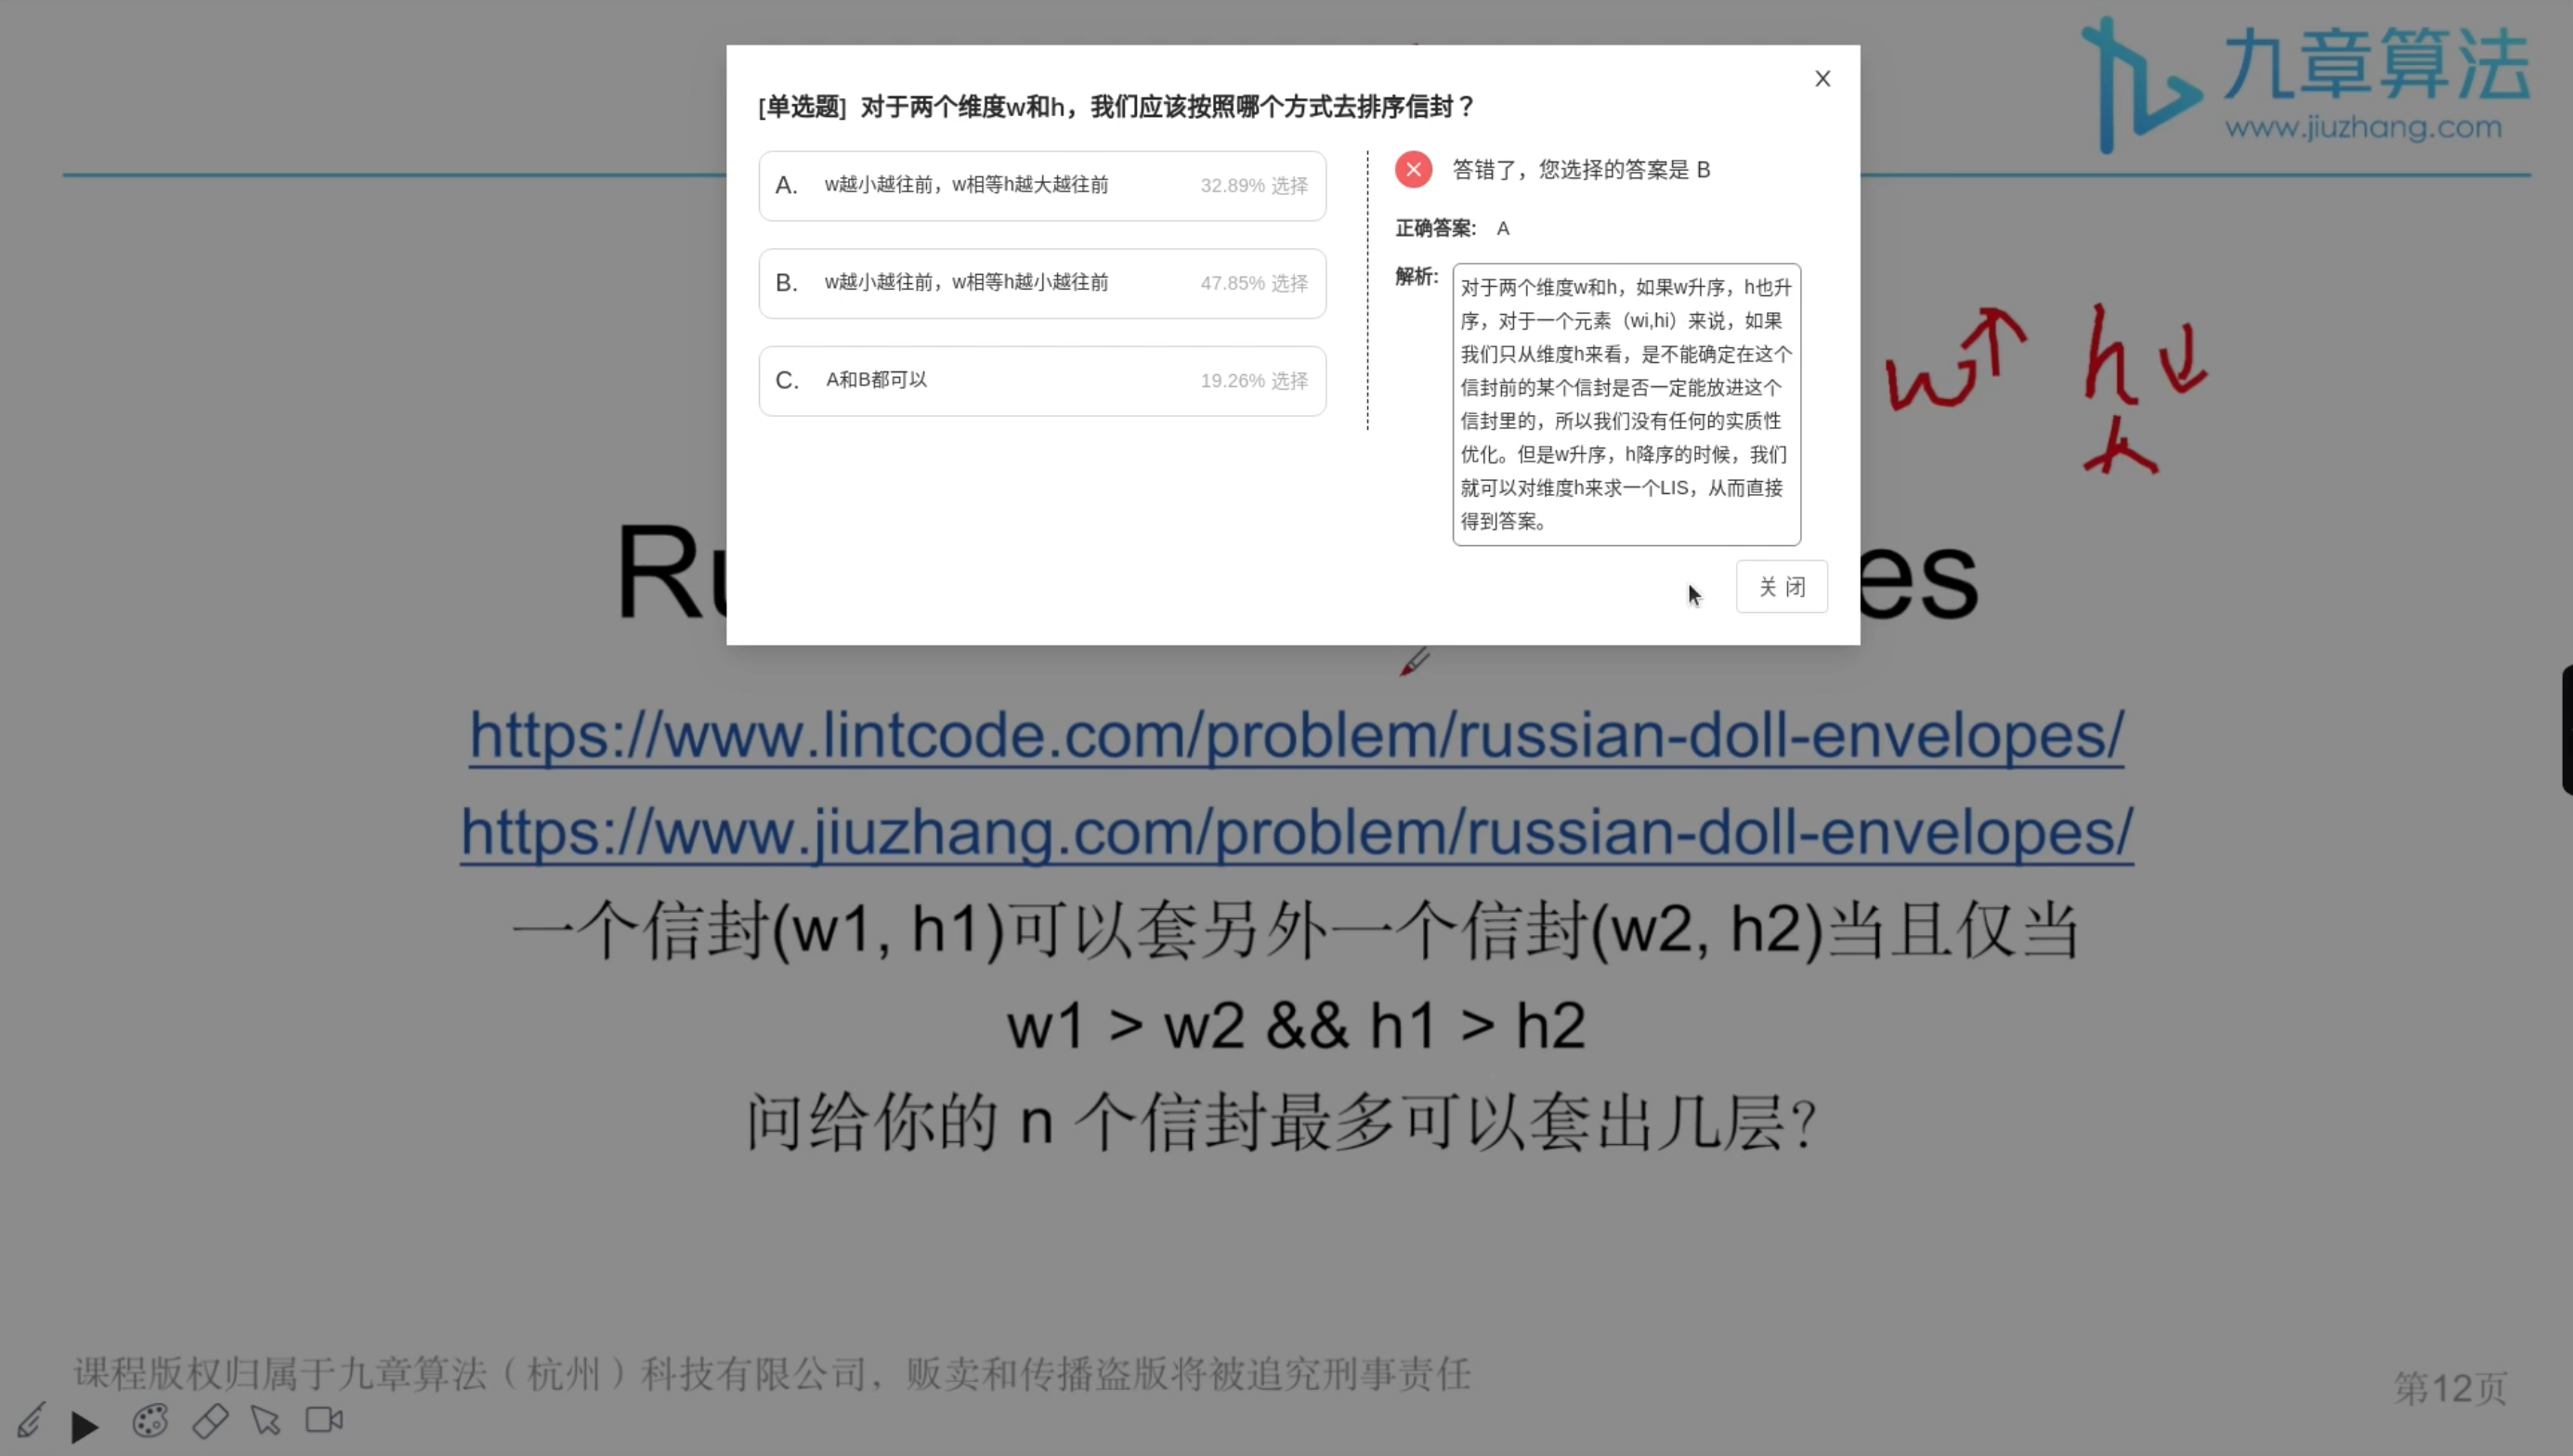 九章算法
www.jiuzhang.com
X
[单选题] 对于两个维度w和h，我们应该按照哪个方式去排序信封？
A. w越小越往前，w相等h越大越往前 32.89% 选择
B. w越小越往前，w相等h越小越往前 47.85% 选择
C. A和B都可以 19.26% 选择
答错了，您选择的答案是 B
正确答案: A
解析:
对于两个维度w和h，如果w升序，h也升
序，对于一个元素（wi,hi）来说，如果
我们只从维度h来看，是不能确定在这个
信封前的某个信封是否一定能放进这个
信封里的，所以我们没有任何的实质性
优化。但是w升序，h降序的时候，我们
就可以对维度h来求一个LIS，从而直接
得到答案。
关 闭
w↑ h↓
Ru
es
https://www.lintcode.com/problem/russian-doll-envelopes/
https://www.jiuzhang.com/problem/russian-doll-envelopes/
一个信封(w1, h1)可以套另外一个信封(w2, h2)当且仅当
w1 > w2 && h1 > h2
问给你的 n 个信封最多可以套出几层？
课程版权归属于九章算法（杭州）科技有限公司，贩卖和传播盗版将被追究刑事责任
第12页